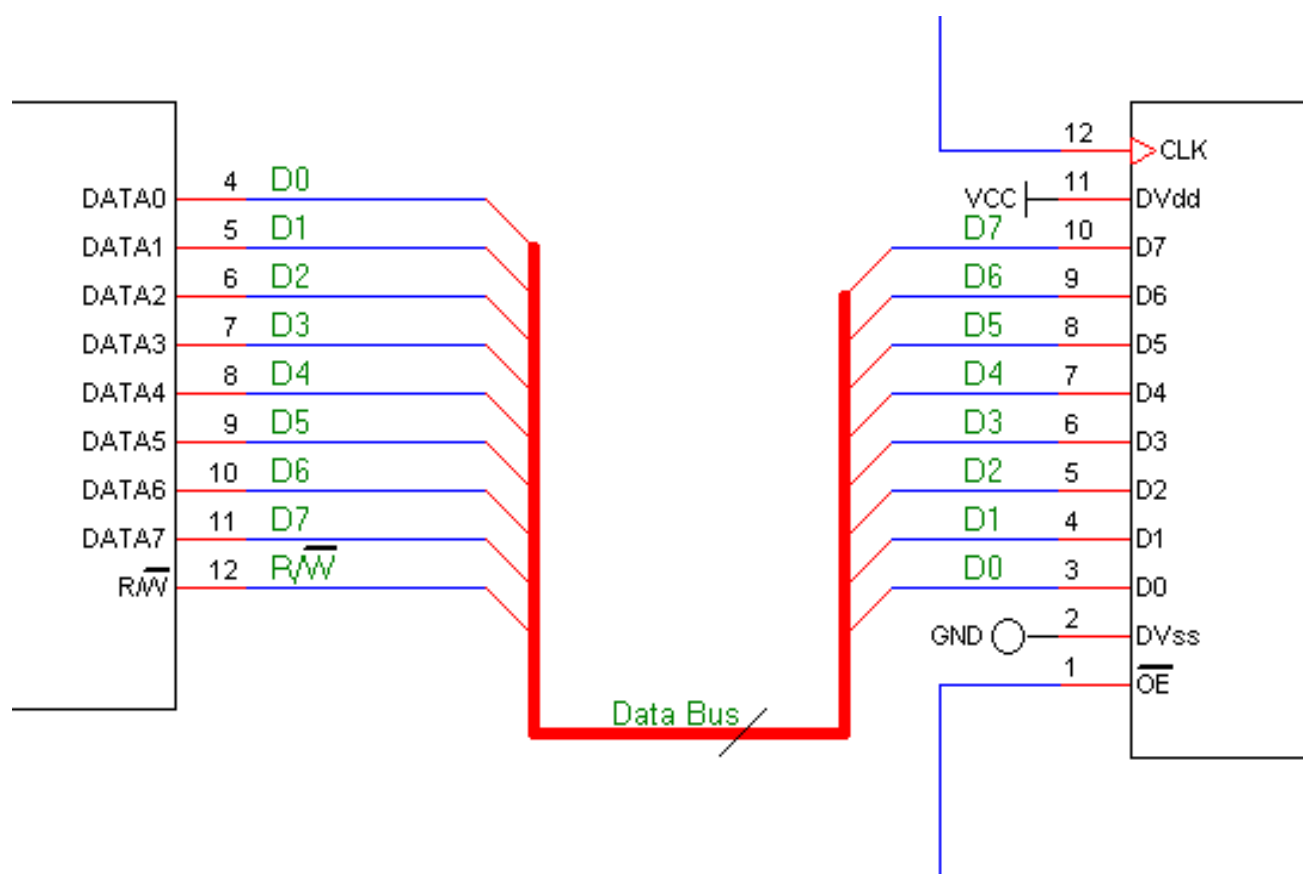 DATA0 4 D0
DATA1 5 D1
DATA2 6 D2
DATA3 7 D3
DATA4 8 D4
DATA5 9 D5
DATA6 10 D6
DATA7 11 D7
R/W̅ 12 R/W̅
Data Bus
12 CLK
VCC 11 DVdd
D7 10 D7
D6 9 D6
D5 8 D5
D4 7 D4
D3 6 D3
D2 5 D2
D1 4 D1
D0 3 D0
GND 2 DVss
1 O̅E̅